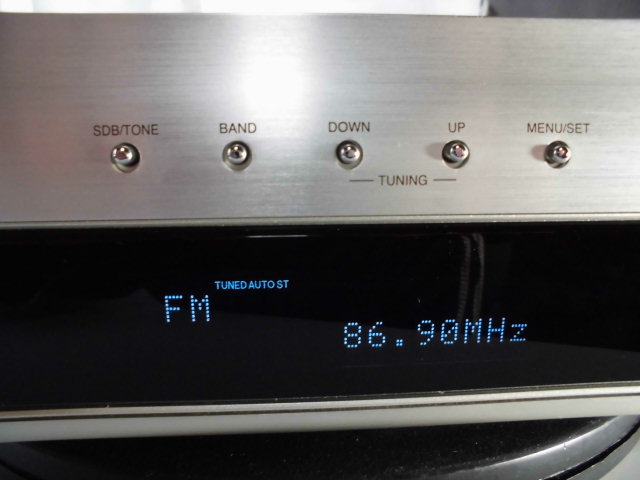 SDB/TONE BAND DOWN UP MENU/SET
TUNING
TUNED AUTO ST
FM
86.90MHz